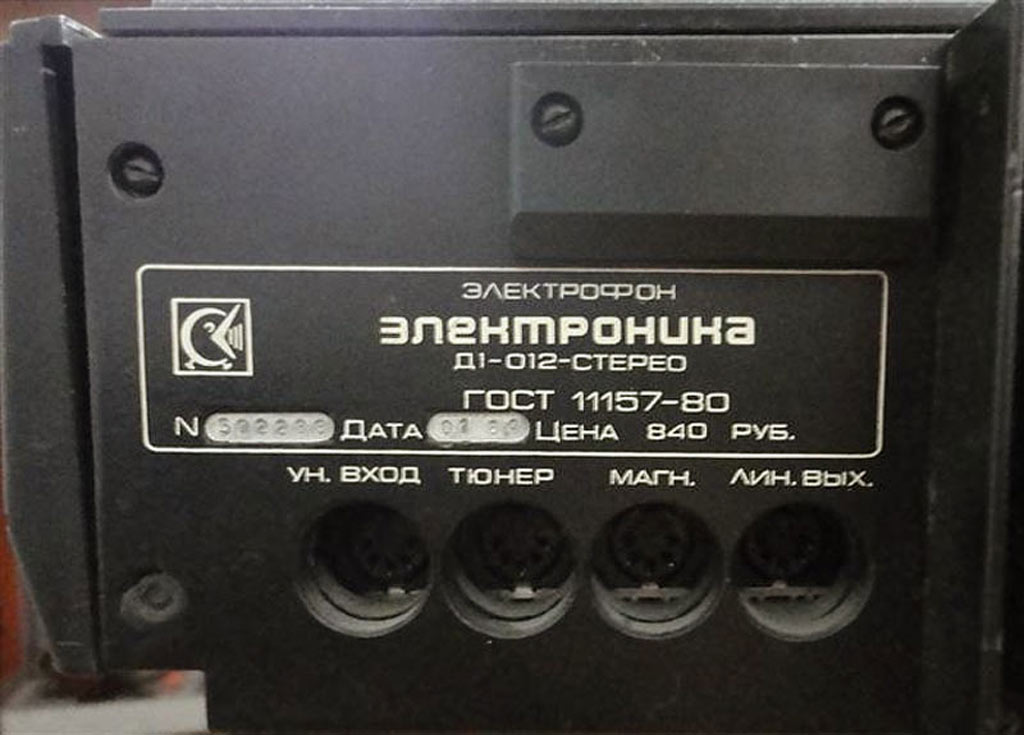 ЭЛЕКТРОФОН
ЭЛЕКТРОНИКА
Д1-012-СТЕРЕО
ГОСТ 11157-80
N ДАТА ЦЕНА 840 РУБ.
УН. ВХОД ТЮНЕР МАГН. ЛИН. ВЫХ.